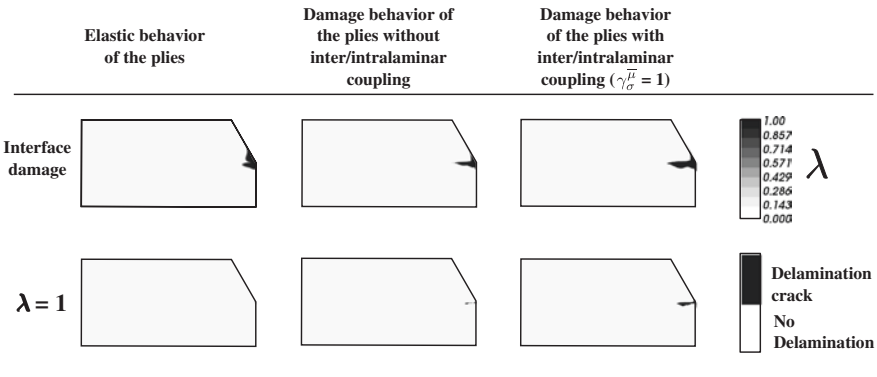 Elastic behavior
of the plies
Damage behavior of
the plies without
inter/intralaminar
coupling
Damage behavior
of the plies with
inter/intralaminar
coupling (γ_σ^μ̅ = 1)
Interface
damage
1.00
0.857
0.714
0.571
0.429
0.286
0.143
0.000
λ
λ = 1
Delamination
crack
No
Delamination